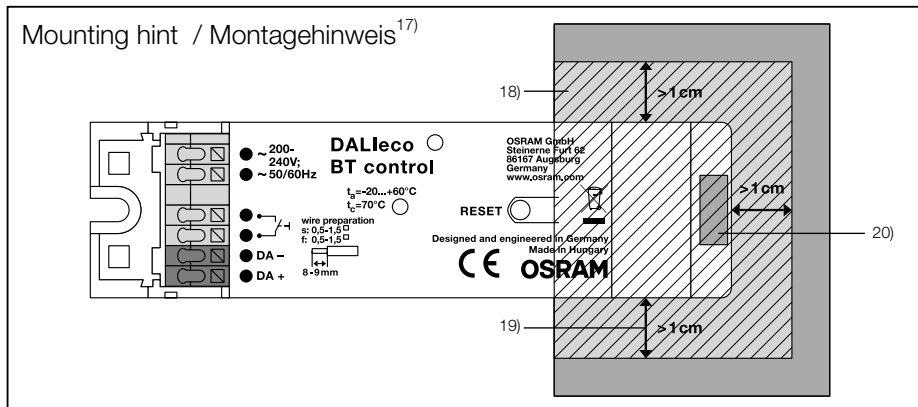 Mounting hint / Montagehinweis17)
18)
>1cm
~ 200-
240V;
~ 50/60Hz
DALIeco
BT control
OSRAM GmbH
Steinerne Furt 62
86167 Augsburg
Germany
www.osram.com
ta=-20...+60°C
tc=70°C
>1cm
RESET
wire preparation
s: 0,5-1,5
f: 0,5-1,5
20)
DA -
Designed and engineered in Germany
Made in Hungary
DA +
8-9mm
CE OSRAM
19)
>1cm